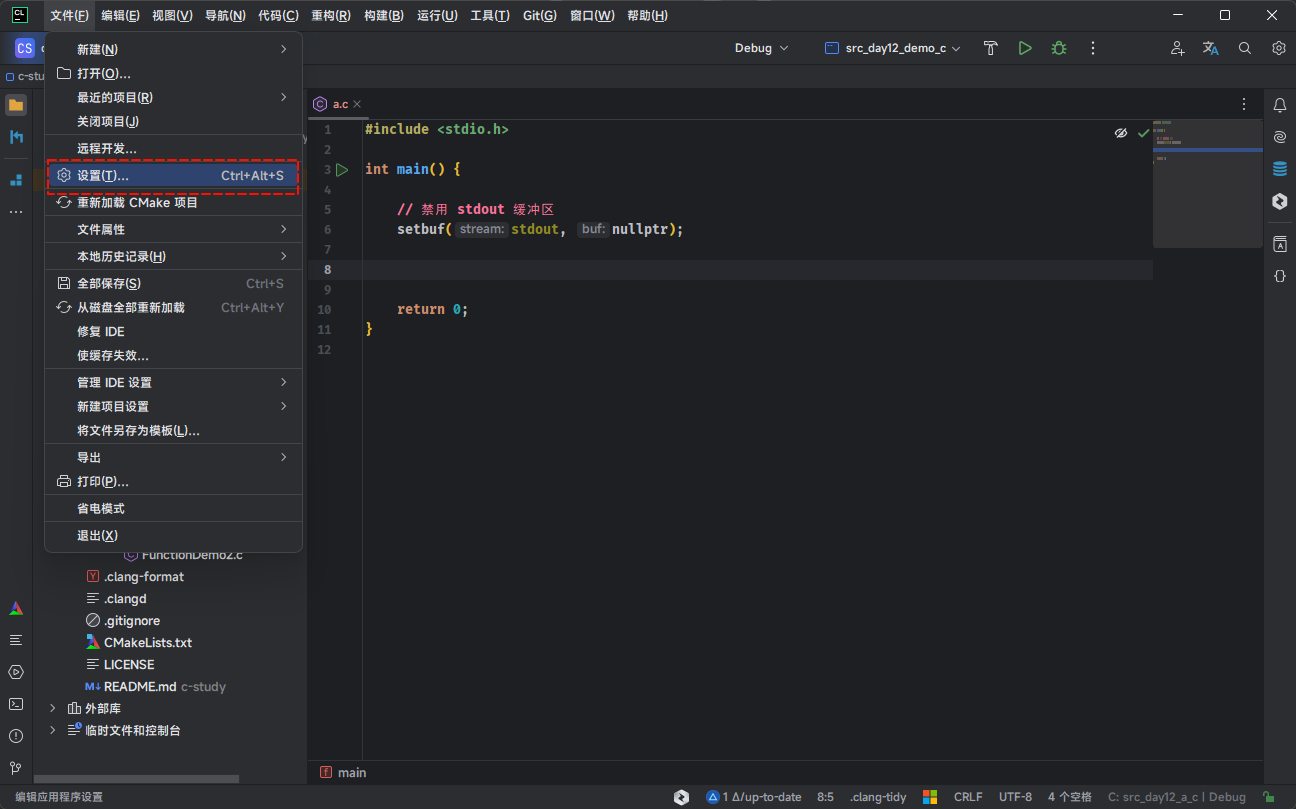 CL 文件(F) 编辑(E) 视图(V) 导航(N) 代码(C) 重构(R) 构建(B) 运行(U) 工具(T) Git(G) 窗口(W) 帮助(H)
CS Debug src_day12_demo_c
新建(N)
打开(O)...
最近的项目(R)
关闭项目(J)
远程开发...
设置(T)... Ctrl+Alt+S
重新加载 CMake 项目
文件属性
本地历史记录(H)
全部保存(S) Ctrl+S
从磁盘全部重新加载 Ctrl+Alt+Y
修复 IDE
使缓存失效...
管理 IDE 设置
新建项目设置
将文件另存为模板(L)...
导出
打印(P)...
省电模式
退出(X)
FunctionDemo2.c
.clang-format
.clangd
.gitignore
CMakeLists.txt
LICENSE
README.md c-study
外部库
临时文件和控制台
a.c
1 #include <stdio.h>
2
3 int main() {
4
5 // 禁用 stdout 缓冲区
6 setbuf( stream: stdout, buf: nullptr);
7
8
9
10 return 0;
11 }
12
main
编辑应用程序设置 1 Δ/up-to-date 8:5 .clang-tidy CRLF UTF-8 4 个空格 C: src_day12_a_c | Debug